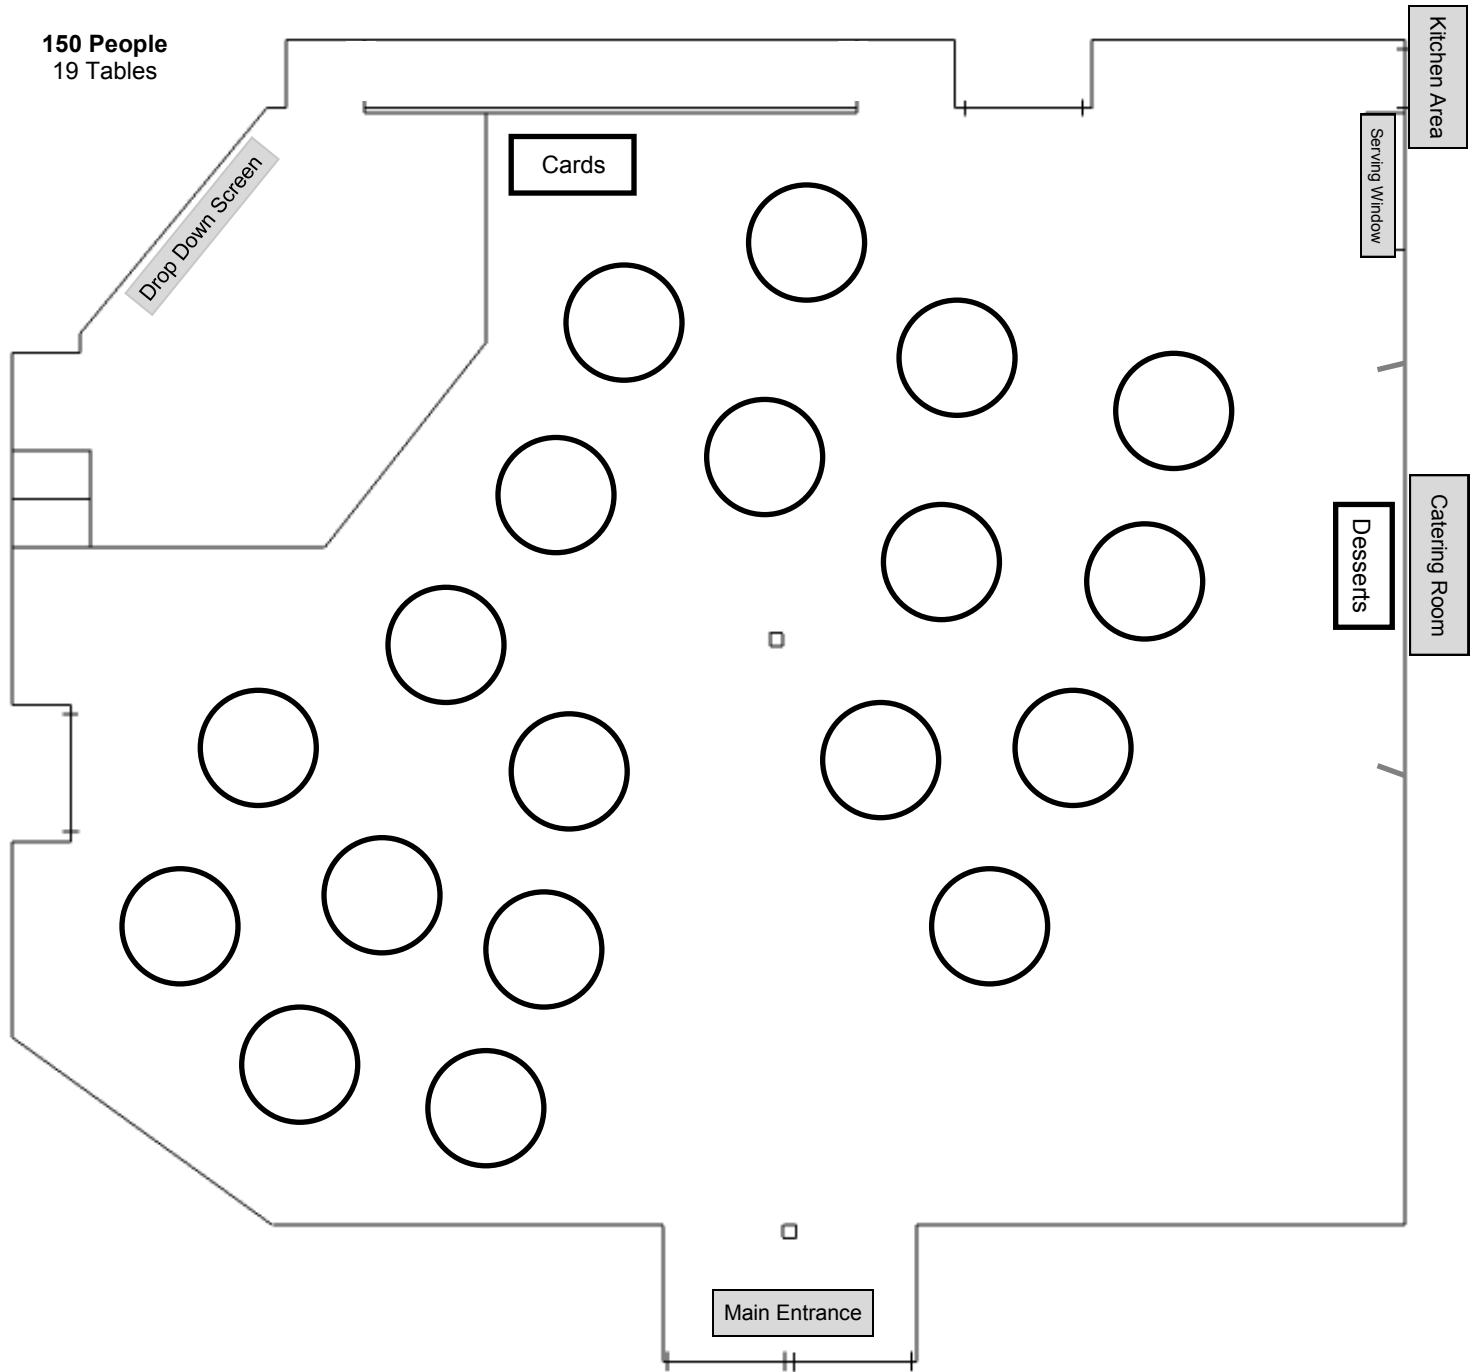 150 People
19 Tables
Kitchen Area
Serving Window
Cards
Drop Down Screen
Desserts
Catering Room
Main Entrance